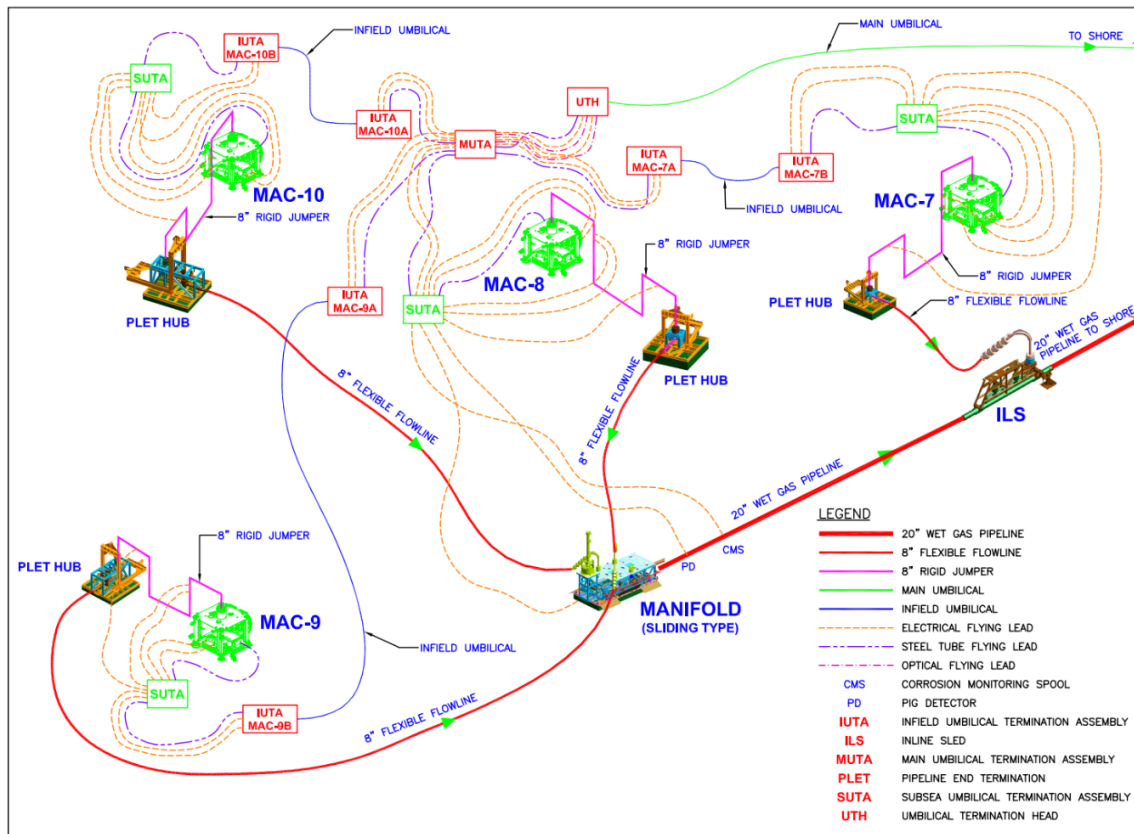 IUTA
MAC-10B
INFIELD UMBILICAL
MAIN UMBILICAL
TO SHORE
SUTA
IUTA
MAC-10A
UTH
MUTA
IUTA
MAC-7A
IUTA
MAC-7B
SUTA
INFIELD UMBILICAL
MAC-10
8" RIGID JUMPER
MAC-7
8" RIGID JUMPER
MAC-8
8" RIGID JUMPER
PLET HUB
IUTA
MAC-9A
SUTA
PLET HUB
8" FLEXIBLE FLOWLINE
20" WET GAS
PIPELINE TO SHORE
PLET HUB
ILS
8" FLEXIBLE FLOWLINE
8" FLEXIBLE FLOWLINE
20" WET GAS PIPELINE
CMS
PD
8" RIGID JUMPER
PLET HUB
MAC-9
MANIFOLD
(SLIDING TYPE)
INFIELD UMBILICAL
SUTA
IUTA
MAC-9B
8" FLEXIBLE FLOWLINE
LEGEND
20" WET GAS PIPELINE
8" FLEXIBLE FLOWLINE
8" RIGID JUMPER
MAIN UMBILICAL
INFIELD UMBILICAL
ELECTRICAL FLYING LEAD
STEEL TUBE FLYING LEAD
OPTICAL FLYING LEAD
CMS CORROSION MONITORING SPOOL
PD PIG DETECTOR
IUTA INFIELD UMBILICAL TERMINATION ASSEMBLY
ILS INLINE SLED
MUTA MAIN UMBILICAL TERMINATION ASSEMBLY
PLET PIPELINE END TERMINATION
SUTA SUBSEA UMBILICAL TERMINATION ASSEMBLY
UTH UMBILICAL TERMINATION HEAD